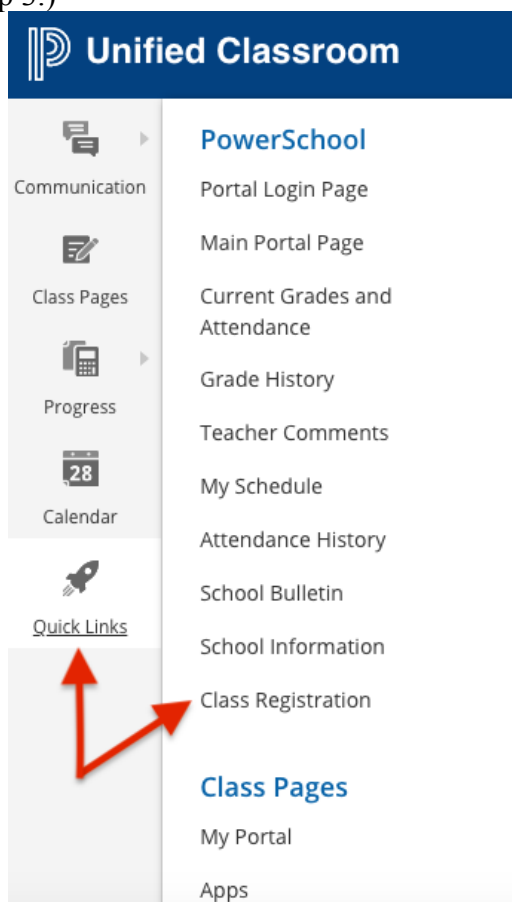 p 3.)
Unified Classroom
Communication
Class Pages
Progress
28
Calendar
Quick Links
PowerSchool
Portal Login Page
Main Portal Page
Current Grades and
Attendance
Grade History
Teacher Comments
My Schedule
Attendance History
School Bulletin
School Information
Class Registration
Class Pages
My Portal
Apps